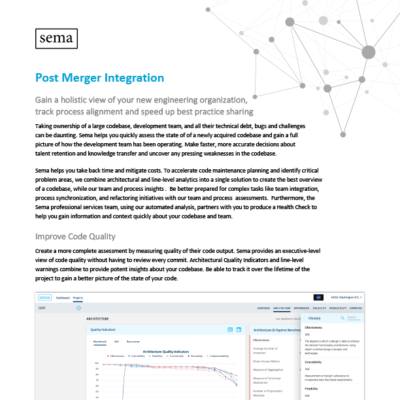 sema
Post Merger Integration
Gain a holistic view of your new engineering organization,
track process alignment and speed up best practice sharing
Taking ownership of a large codebase, development team, and all their technical debt, bugs and challenges
can be daunting. Sema helps you quickly assess the state of of a newly acquired codebase and gain a full
picture of how the development team has been operating. Make faster, more accurate decisions about
talent retention and knowledge transfer and uncover any pressing weaknesses in the codebase.
Sema helps you take back time and mitigate costs. To accelerate code maintenance planning and identify critical
problem areas, we combine architectural and line-level analytics into a single solution to create the best overview
of a codebase, while our team and process insights . Be better prepared for complex tasks like team integration,
process synchronization, and refactoring initiatives with our team and process assessments. Furthermore, the
Sema professional services team, using our automated analysis, partners with you to produce a Health Check to
help you gain information and context quickly about your codebase and team.
Improve Code Quality
Create a more complete assessment by measuring quality of their code output. Sema provides an executive-level
view of code quality without having to review every commit. Architectural Quality Indicators and line-level
warnings combine to provide potent insights about your codebase. Be able to track it over the lifetime of the
project to gain a better picture of the state of your code.
ARCHITECTURE
Quality Indicators
Architecture Quality Indicators